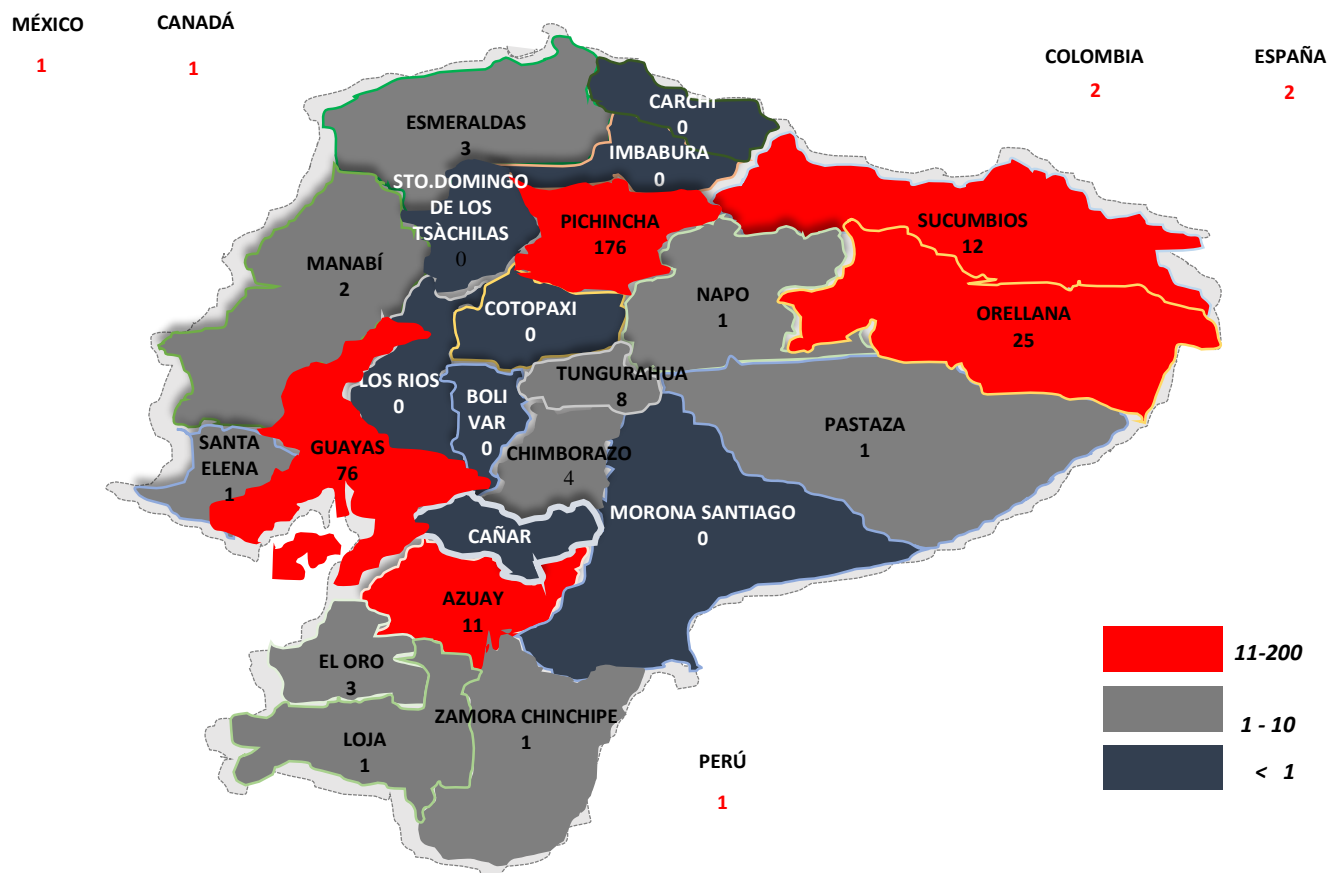 MÉXICO
1
CANADÁ
1
COLOMBIA
2
ESPAÑA
2
CARCHI
0
ESMERALDAS
3
IMBABURA
0
STO.DOMINGO
DE LOS
TSÀCHILAS
0
PICHINCHA
176
SUCUMBIOS
12
MANABÍ
2
NAPO
1
COTOPAXI
0
ORELLANA
25
LOS RIOS
0
BOLI
VAR
0
TUNGURAHUA
8
PASTAZA
1
SANTA
ELENA
1
GUAYAS
76
CHIMBORAZO
4
MORONA SANTIAGO
0
CAÑAR
AZUAY
11
EL ORO
3
ZAMORA CHINCHIPE
1
LOJA
1
PERÚ
1
11-200
1 - 10
< 1